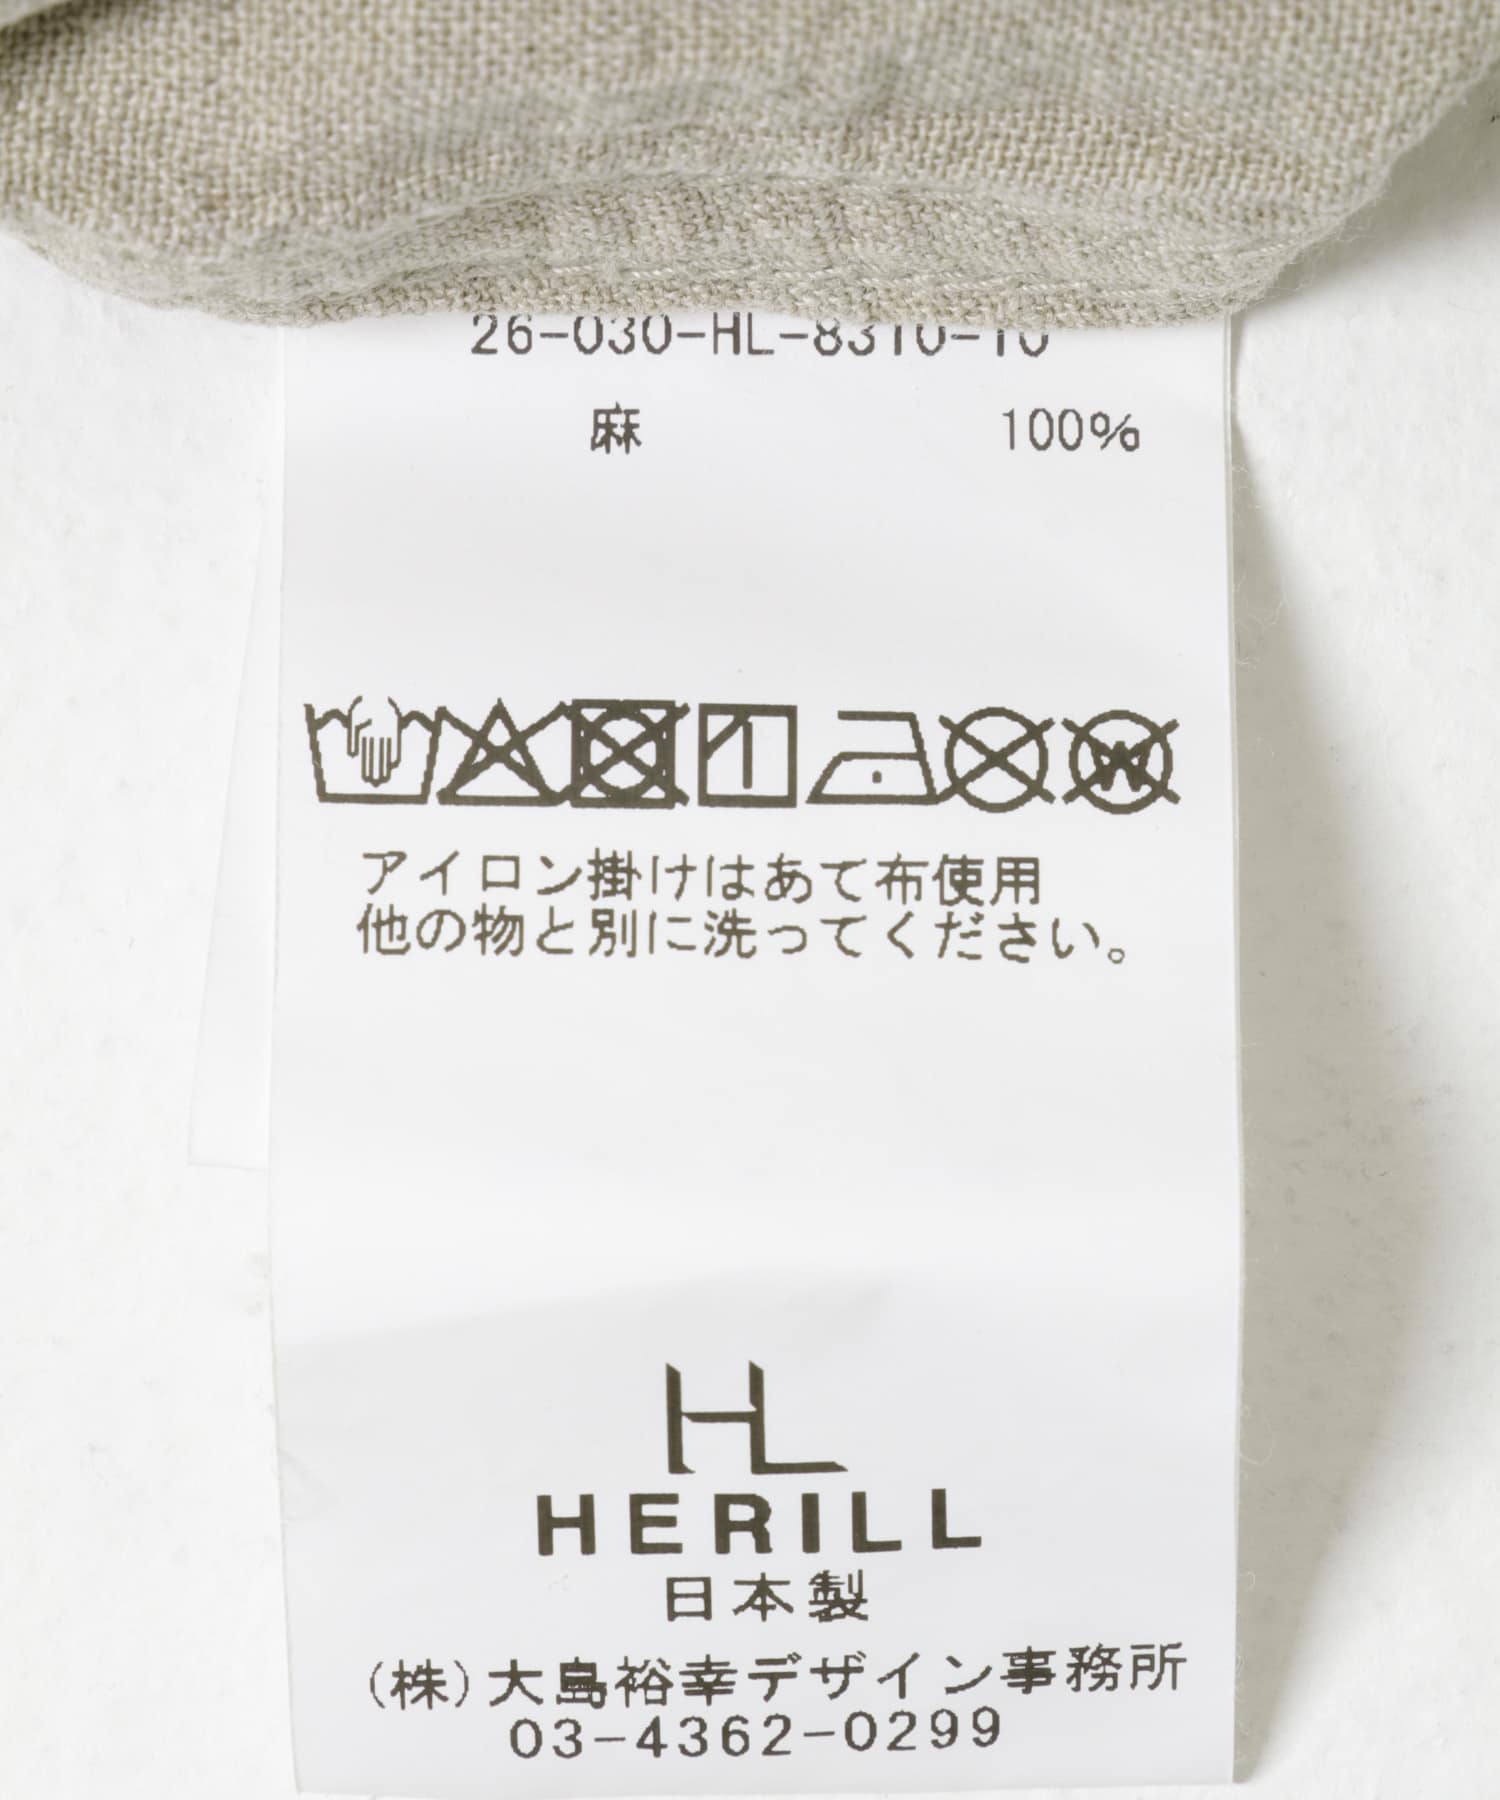 26-030-HL-8310-10
麻 100%
アイロン掛けはあて布使用
他の物と別に洗ってください。
HL
HERILL
日本製
(株)大島裕幸デザイン事務所
03-4362-0299